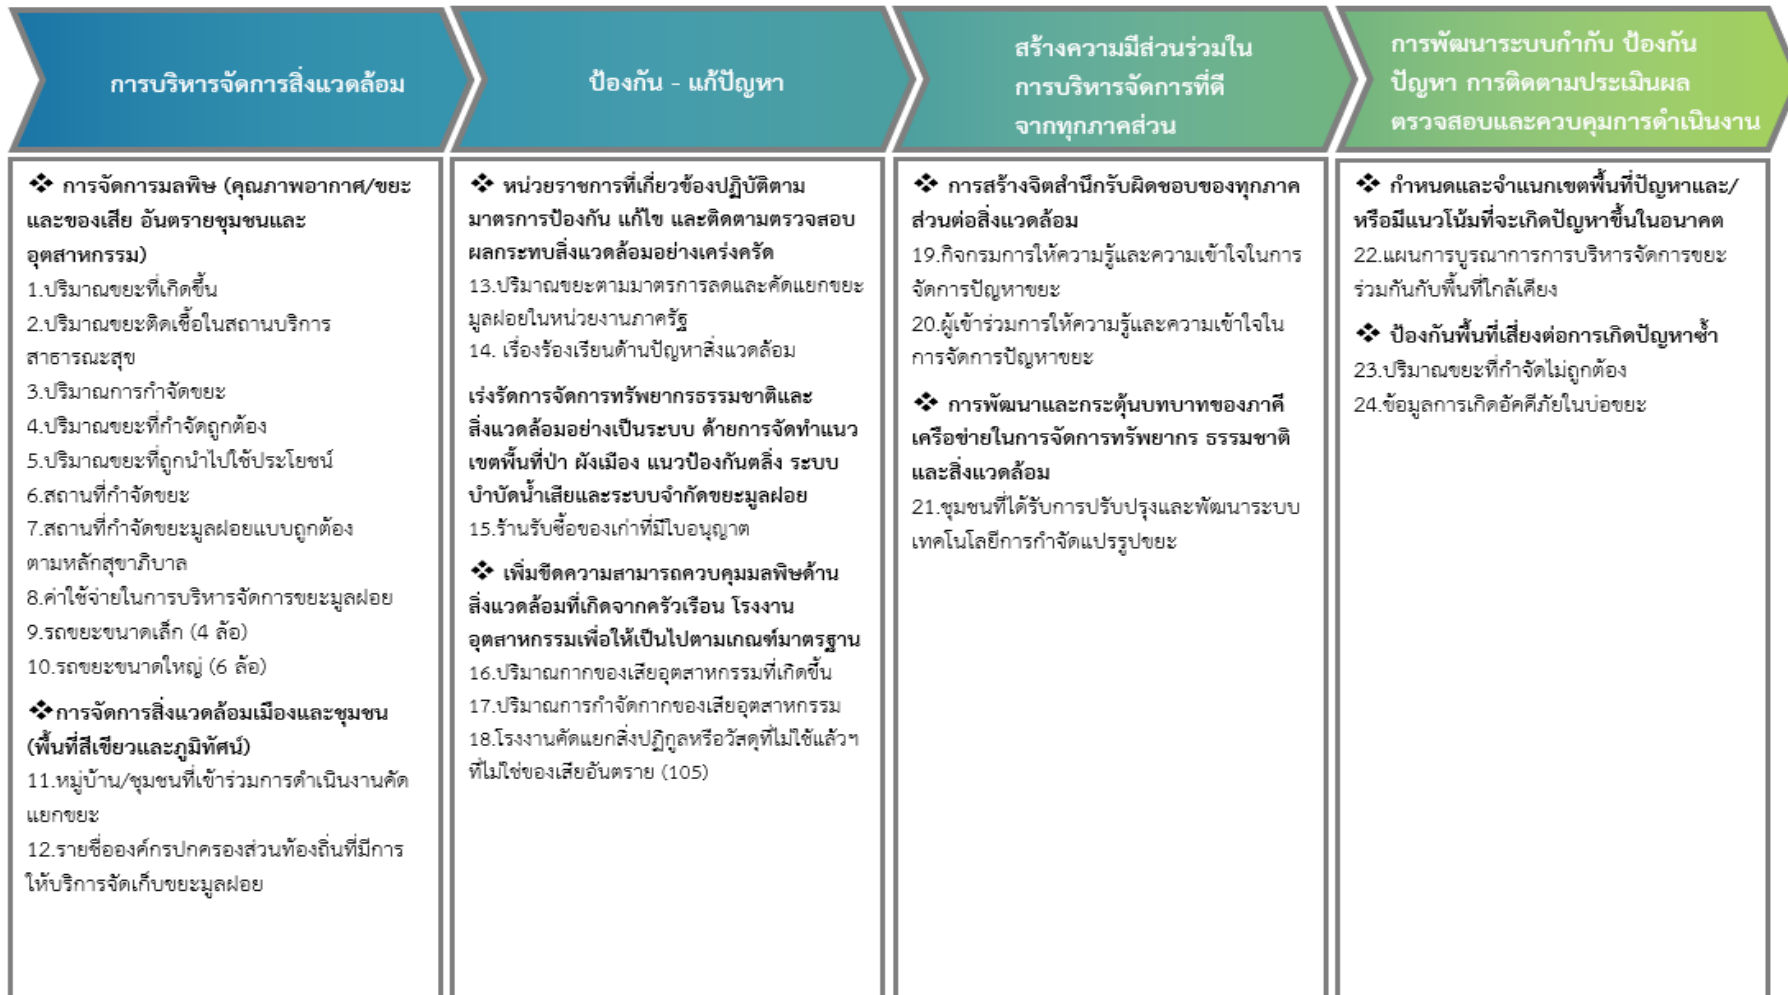 การบริหารจัดการสิ่งแวดล้อม
ป้องกัน - แก้ปัญหา
สร้างความมีส่วนร่วมใน
การบริหารจัดการที่ดี
จากทุกภาคส่วน
การพัฒนาระบบกำกับ ป้องกัน
ปัญหา การติดตามประเมินผล
ตรวจสอบและควบคุมการดำเนินงาน
❖ การจัดการมลพิษ (คุณภาพอากาศ/ขยะ
และของเสีย อันตรายชุมชนและ
อุตสาหกรรม)
1.ปริมาณขยะที่เกิดขึ้น
2.ปริมาณขยะติดเชื้อในสถานบริการ
สาธารณะสุข
3.ปริมาณการกำจัดขยะ
4.ปริมาณขยะที่กำจัดถูกต้อง
5.ปริมาณขยะที่ถูกนำไปใช้ประโยชน์
6.สถานที่กำจัดขยะ
7.สถานที่กำจัดขยะมูลฝอยแบบถูกต้อง
ตามหลักสุขาภิบาล
8.ค่าใช้จ่ายในการบริหารจัดการขยะมูลฝอย
9.รถขยะขนาดเล็ก (4 ล้อ)
10.รถขยะขนาดใหญ่ (6 ล้อ)
❖การจัดการสิ่งแวดล้อมเมืองและชุมชน
(พื้นที่สีเขียวและภูมิทัศน์)
11.หมู่บ้าน/ชุมชนที่เข้าร่วมการดำเนินงานคัด
แยกขยะ
12.รายชื่อองค์กรปกครองส่วนท้องถิ่นที่มีการ
ให้บริการจัดเก็บขยะมูลฝอย
❖ หน่วยราชการที่เกี่ยวข้องปฏิบัติตาม
มาตรการป้องกัน แก้ไข และติดตามตรวจสอบ
ผลกระทบสิ่งแวดล้อมอย่างเคร่งครัด
13.ปริมาณขยะตามมาตรการลดและคัดแยกขยะ
มูลฝอยในหน่วยงานภาครัฐ
14. เรื่องร้องเรียนด้านปัญหาสิ่งแวดล้อม
เร่งรัดการจัดการทรัพยากรธรรมชาติและ
สิ่งแวดล้อมอย่างเป็นระบบ ด้านการจัดทำแนว
เขตพื้นที่ป่า ผังเมือง แนวป้องกันตลิ่ง ระบบ
บำบัดน้ำเสียและระบบจำกัดขยะมูลฝอย
15.ร้านรับซื้อของเก่าที่มีใบอนุญาต
❖ เพิ่มขีดความสามารถควบคุมมลพิษด้าน
สิ่งแวดล้อมที่เกิดจากครัวเรือน โรงงาน
อุตสาหกรรมเพื่อให้เป็นไปตามเกณฑ์มาตรฐาน
16.ปริมาณกากของเสียอุตสาหกรรมที่เกิดขึ้น
17.ปริมาณการกำจัดกากของเสียอุตสาหกรรม
18.โรงงานคัดแยกสิ่งปฏิกูลหรือวัสดุที่ไม่ใช้แล้วฯ
ที่ไม่ใช่ของเสียอันตราย (105)
❖ การสร้างจิตสำนึกรับผิดชอบของทุกภาค
ส่วนต่อสิ่งแวดล้อม
19.กิจกรมการให้ความรู้และความเข้าใจในการ
จัดการปัญหาขยะ
20.ผู้เข้าร่วมการให้ความรู้และความเข้าใจใน
การจัดการปัญหาขยะ
❖ การพัฒนาและกระตุ้นบทบาทของภาคี
เครือข่ายในการจัดการทรัพยากร ธรรมชาติ
และสิ่งแวดล้อม
21.ชุมชนที่ได้รับการปรับปรุงและพัฒนาระบบ
เทคโนโลยีการกำจัดแปรรูปขยะ
❖ กำหนดและจำแนกเขตพื้นที่ปัญหาและ/
หรือมีแนวโน้มที่จะเกิดปัญหาขึ้นในอนาคต
22.แผนการบูรณาการการบริหารจัดการขยะ
ร่วมกันกับพื้นที่ใกล้เคียง
❖ ป้องกันพื้นที่เสี่ยงต่อการเกิดปัญหาซ้ำ
23.ปริมาณขยะที่กำจัดไม่ถูกต้อง
24.ข้อมูลการเกิดอัคคีภัยในบ่อขยะ